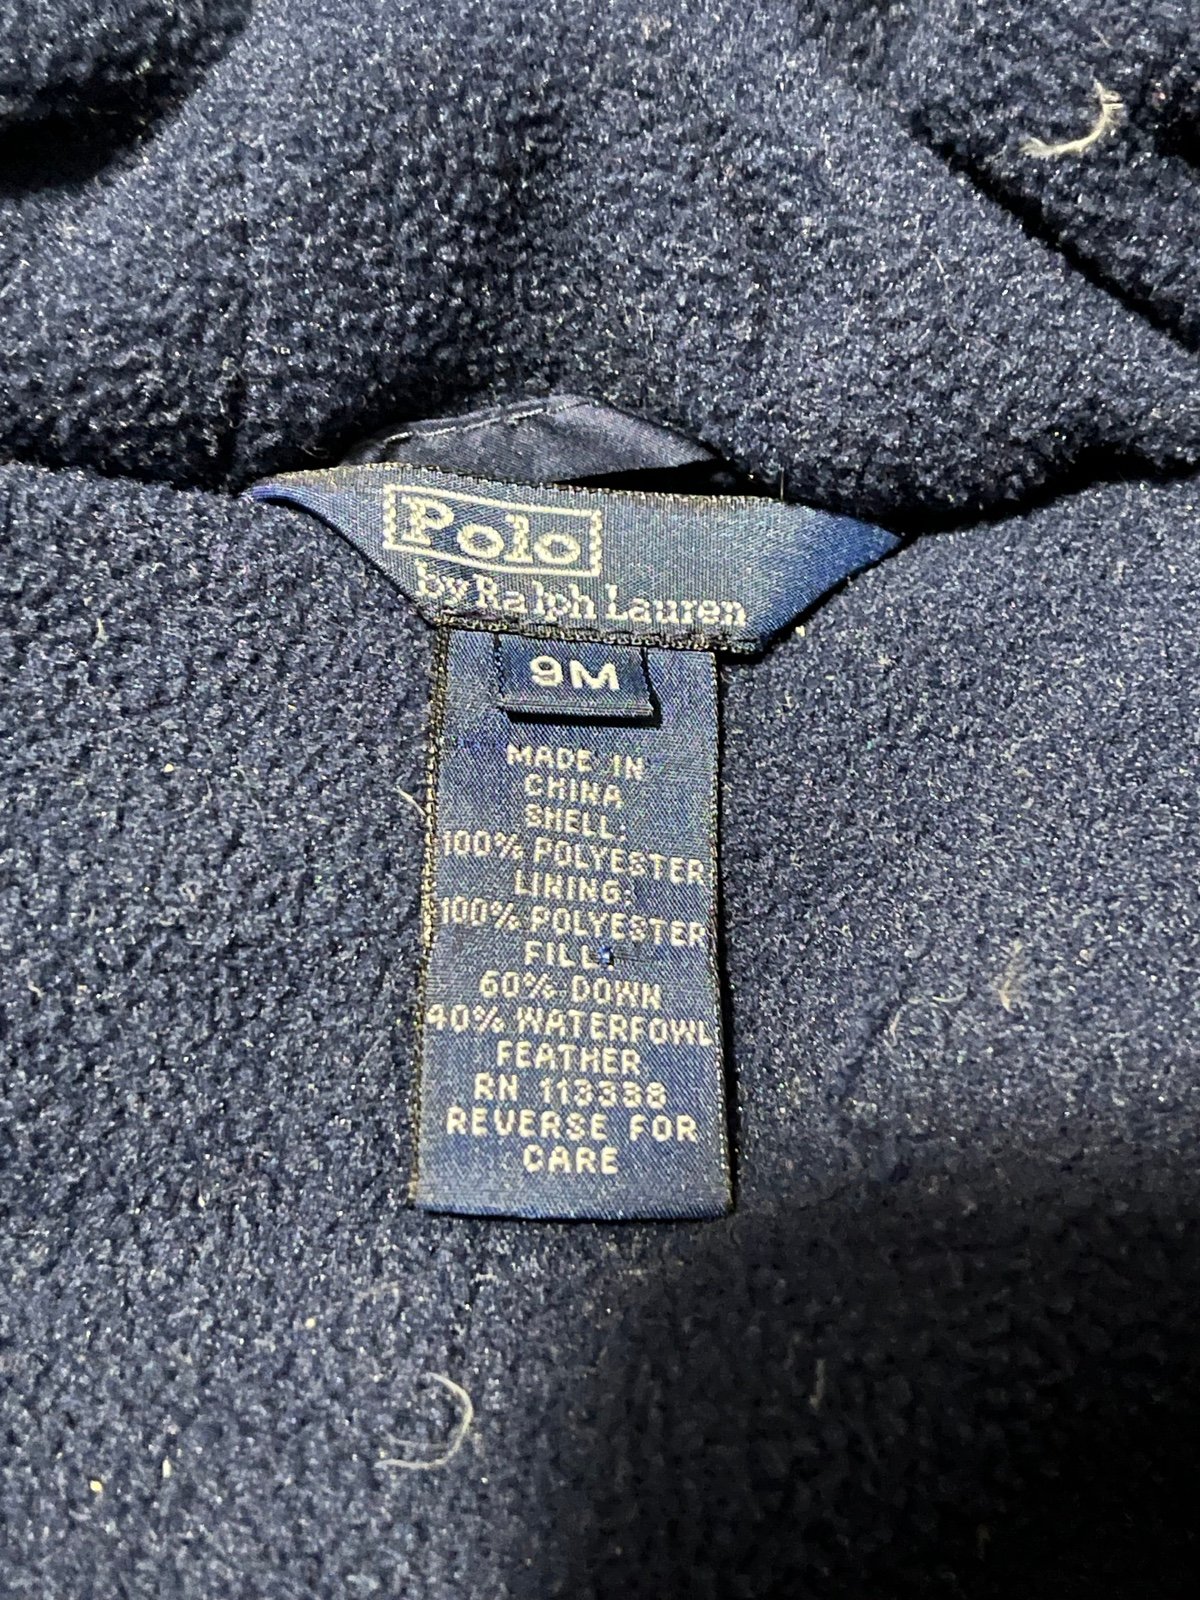 Polo
by Ralph Lauren
9M
MADE IN
CHINA
SHELL:
100% POLYESTER
LINING:
100% POLYESTER
FILL:
60% DOWN
40% WATERFOWL
FEATHER
RN 113338
REVERSE FOR
CARE